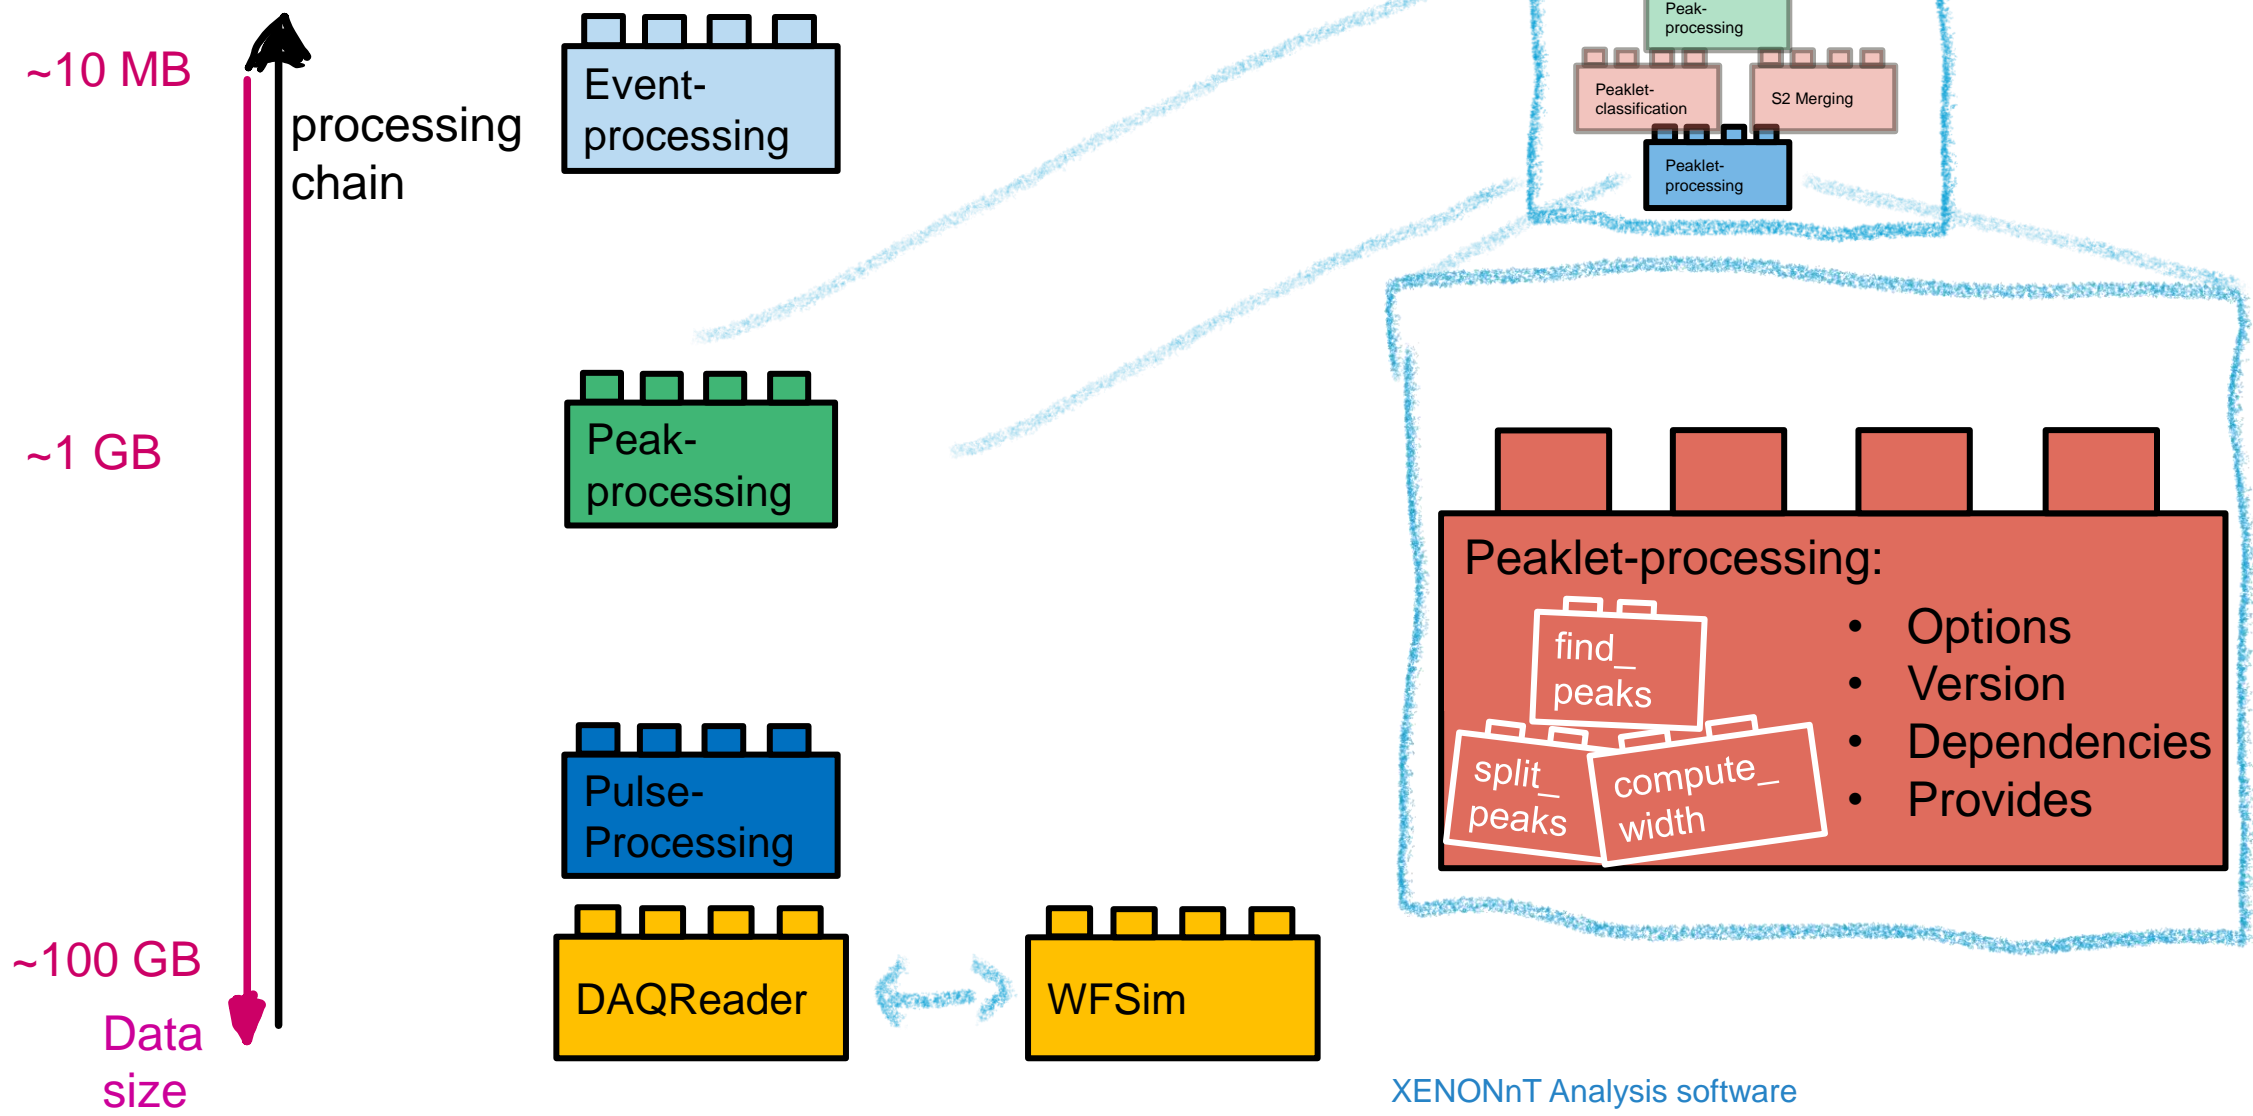 ~10 MB
processing
chain
Event-
processing
Peak-
processing
Peaklet-
classification
S2 Merging
Peaklet-
processing
~1 GB
Peak-
processing
Peaklet-processing:
find_
peaks
split_
peaks
compute_
width
• Options
• Version
• Dependencies
• Provides
Pulse-
Processing
~100 GB
Data
size
DAQReader
WFSim
XENONnT Analysis software